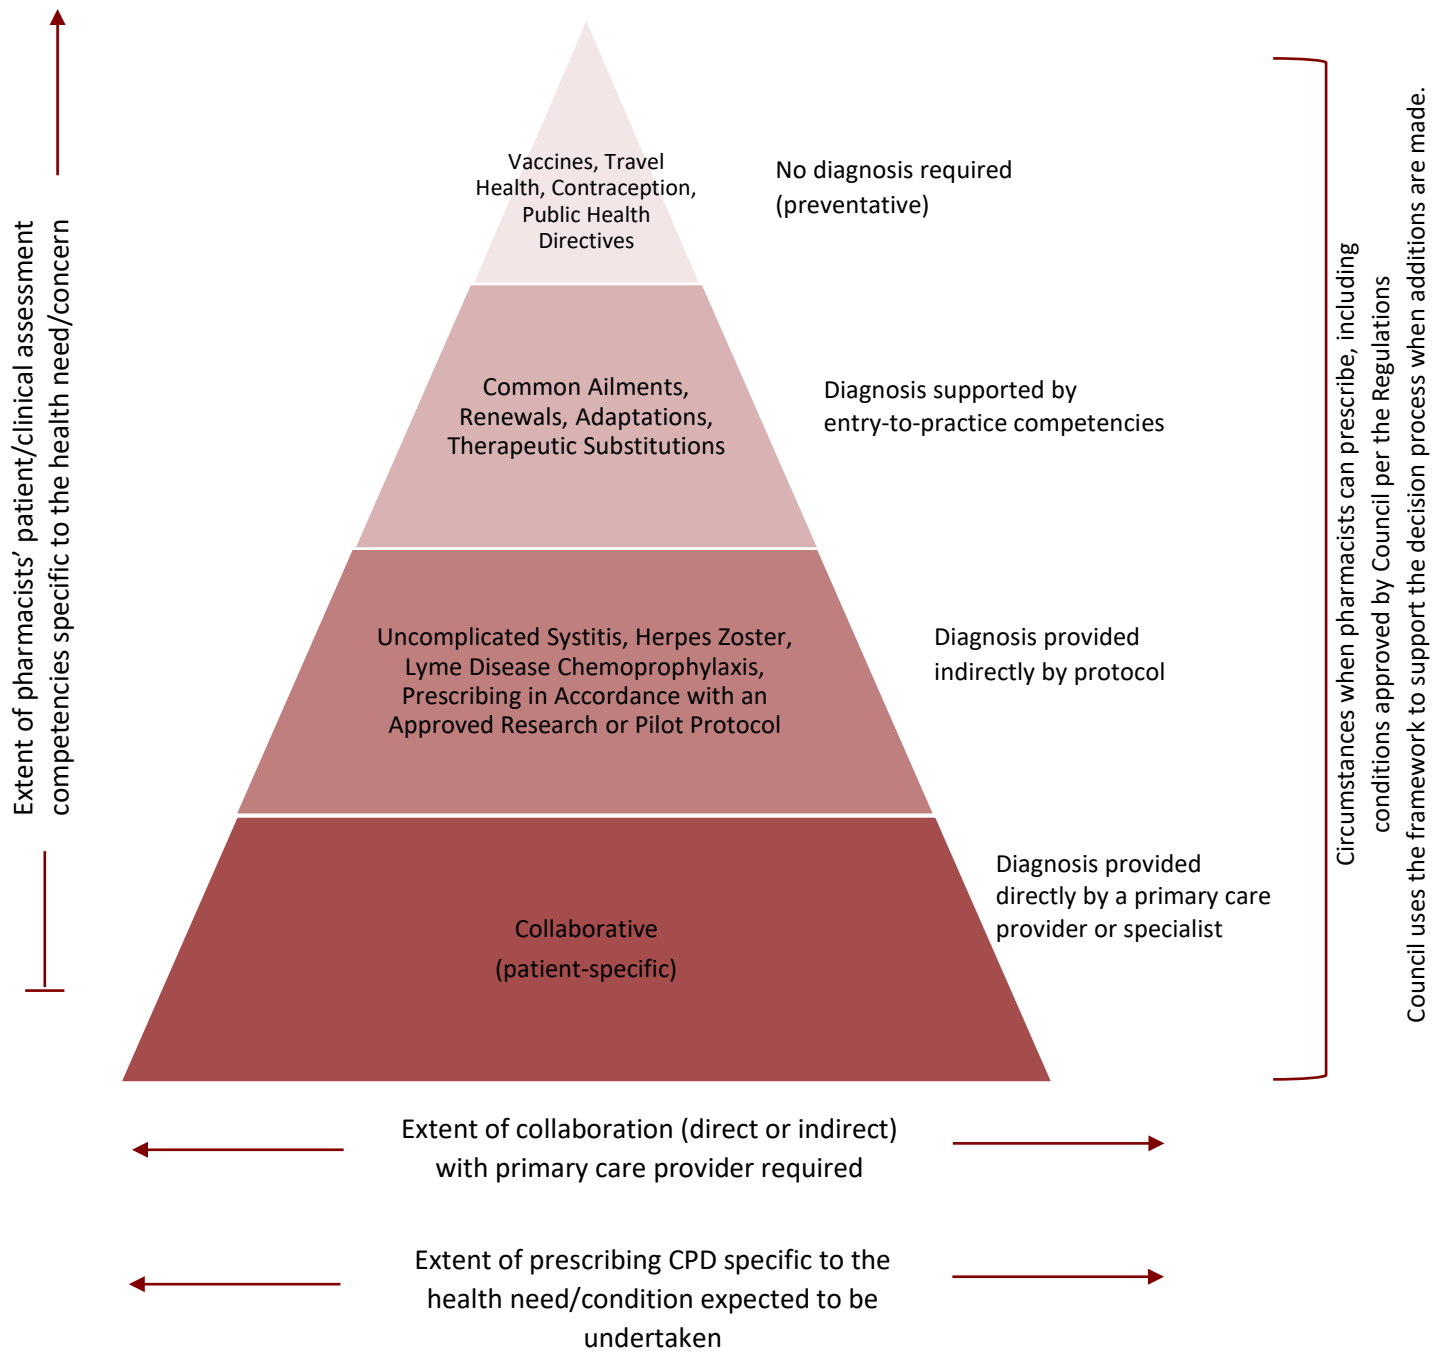 Extent of pharmacists’ patient/clinical assessment
competencies specific to the health need/concern
Vaccines, Travel
Health, Contraception,
Public Health
Directives
No diagnosis required
(preventative)
Common Ailments,
Renewals, Adaptations,
Therapeutic Substitutions
Diagnosis supported by
entry-to-practice competencies
Uncomplicated Systitis, Herpes Zoster,
Lyme Disease Chemoprophylaxis,
Prescribing in Accordance with an
Approved Research or Pilot Protocol
Diagnosis provided
indirectly by protocol
Collaborative
(patient-specific)
Diagnosis provided
directly by a primary care
provider or specialist
Circumstances when pharmacists can prescribe, including
conditions approved by Council per the Regulations
Council uses the framework to support the decision process when additions are made.
Extent of collaboration (direct or indirect)
with primary care provider required
Extent of prescribing CPD specific to the
health need/condition expected to be
undertaken